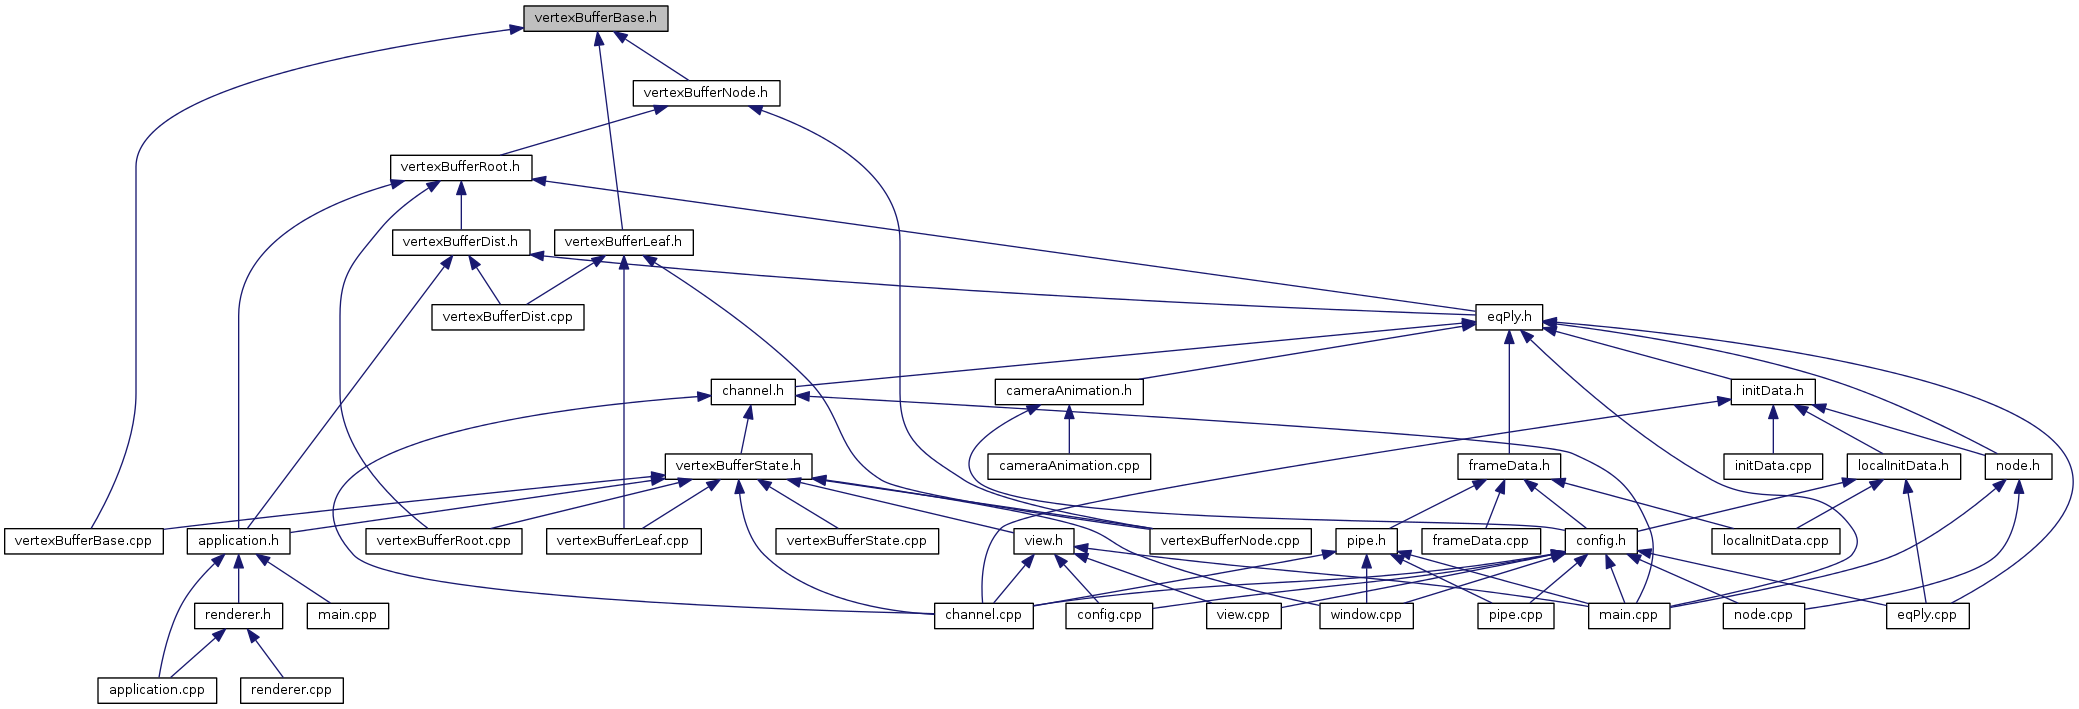 vertexBufferBase.h
vertexBufferNode.h
vertexBufferRoot.h
vertexBufferDist.h
vertexBufferLeaf.h
vertexBufferDist.cpp
eqPly.h
channel.h
cameraAnimation.h
initData.h
vertexBufferState.h
cameraAnimation.cpp
frameData.h
initData.cpp
localInitData.h
node.h
vertexBufferBase.cpp
application.h
vertexBufferRoot.cpp
vertexBufferLeaf.cpp
vertexBufferState.cpp
view.h
vertexBufferNode.cpp
pipe.h
frameData.cpp
config.h
localInitData.cpp
renderer.h
main.cpp
channel.cpp
config.cpp
view.cpp
window.cpp
pipe.cpp
main.cpp
node.cpp
eqPly.cpp
application.cpp
renderer.cpp